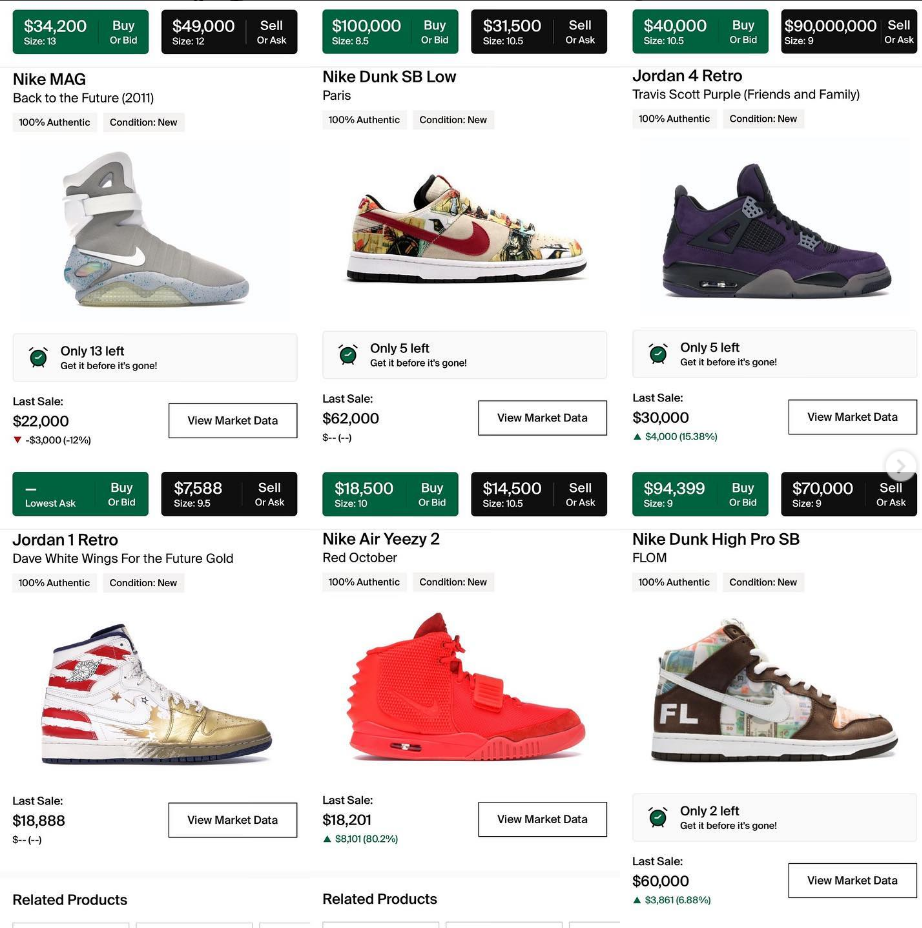 $34,200 Buy
Size: 13 Or Bid
$49,000 Sell
Size: 12 Or Ask
Nike MAG
Back to the Future (2011)
100% Authentic Condition: New
Only 13 left
Get it before it's gone!
Last Sale:
$22,000
▼ -$3,000 (-12%)
View Market Data
$100,000 Buy
Size: 8.5 Or Bid
$31,500 Sell
Size: 10.5 Or Ask
Nike Dunk SB Low
Paris
100% Authentic Condition: New
Only 5 left
Get it before it's gone!
Last Sale:
$62,000
$-- (--)
View Market Data
$40,000 Buy
Size: 10.5 Or Bid
$90,000,000 Sell
Size: 9 Or Ask
Jordan 4 Retro
Travis Scott Purple (Friends and Family)
100% Authentic Condition: New
Only 5 left
Get it before it's gone!
Last Sale:
$30,000
▲ $4,000 (15.38%)
View Market Data
— Buy
Lowest Ask Or Bid
$7,588 Sell
Size: 9.5 Or Ask
Jordan 1 Retro
Dave White Wings For the Future Gold
100% Authentic Condition: New
Last Sale:
$18,888
$-- (--)
View Market Data
Related Products
$18,500 Buy
Size: 10 Or Bid
$14,500 Sell
Size: 10.5 Or Ask
Nike Air Yeezy 2
Red October
100% Authentic Condition: New
Last Sale:
$18,201
▲ $8,101 (80.2%)
View Market Data
Related Products
$94,399 Buy
Size: 9 Or Bid
$70,000 Sell
Size: 9 Or Ask
Nike Dunk High Pro SB
FLOM
100% Authentic Condition: New
FL
Only 2 left
Get it before it's gone!
Last Sale:
$60,000
▲ $3,861 (6.88%)
View Market Data